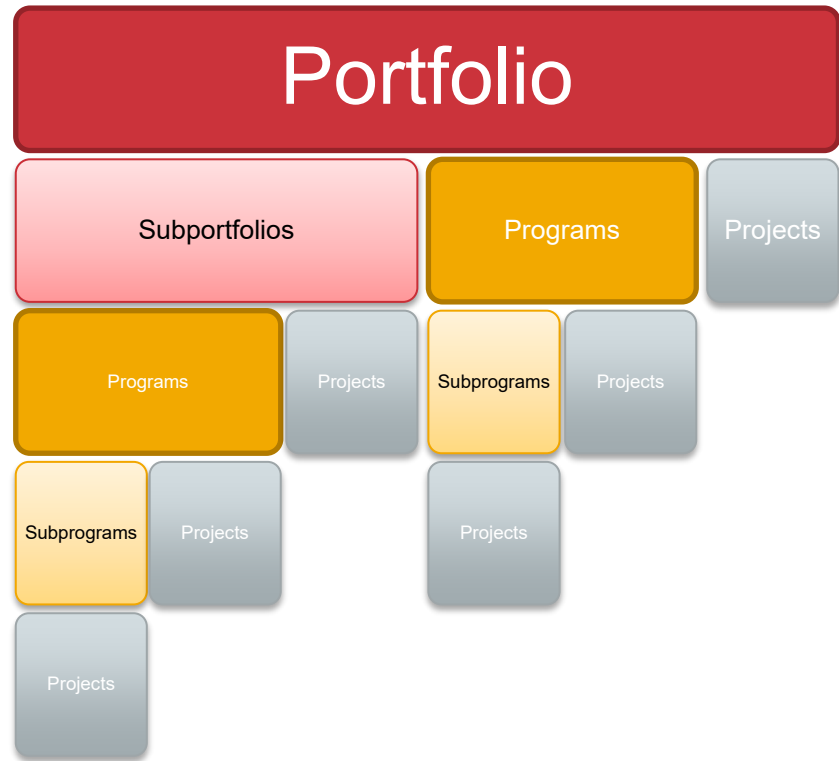 Portfolio
Subportfolios
Programs
Projects
Programs
Projects
Subprograms
Projects
Subprograms
Projects
Projects
Projects